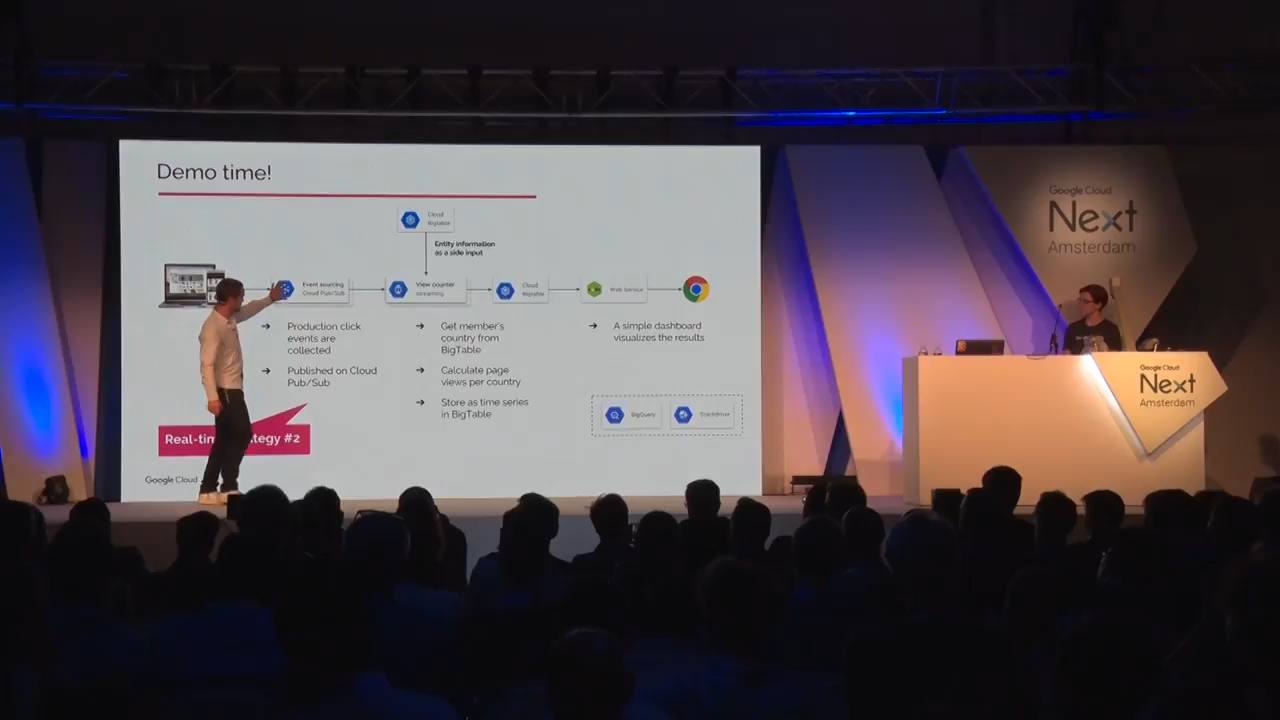 Demo time!
Cloud
Bigtable
Entity information
as a side input
Event sourcing
Cloud Pub/Sub
View counter
streaming
Cloud
Bigtable
Web Service
➔ Production click
events are
collected
➔ Published on Cloud
Pub/Sub
➔ Get member's
country from
BigTable
➔ Calculate page
views per country
➔ Store as time series
in BigTable
➔ A simple dashboard
visualizes the results
BigQuery
Stackdriver
#2
Google Cloud
Google Cloud
Next
Amsterdam
Google Cloud
Next
Amsterdam